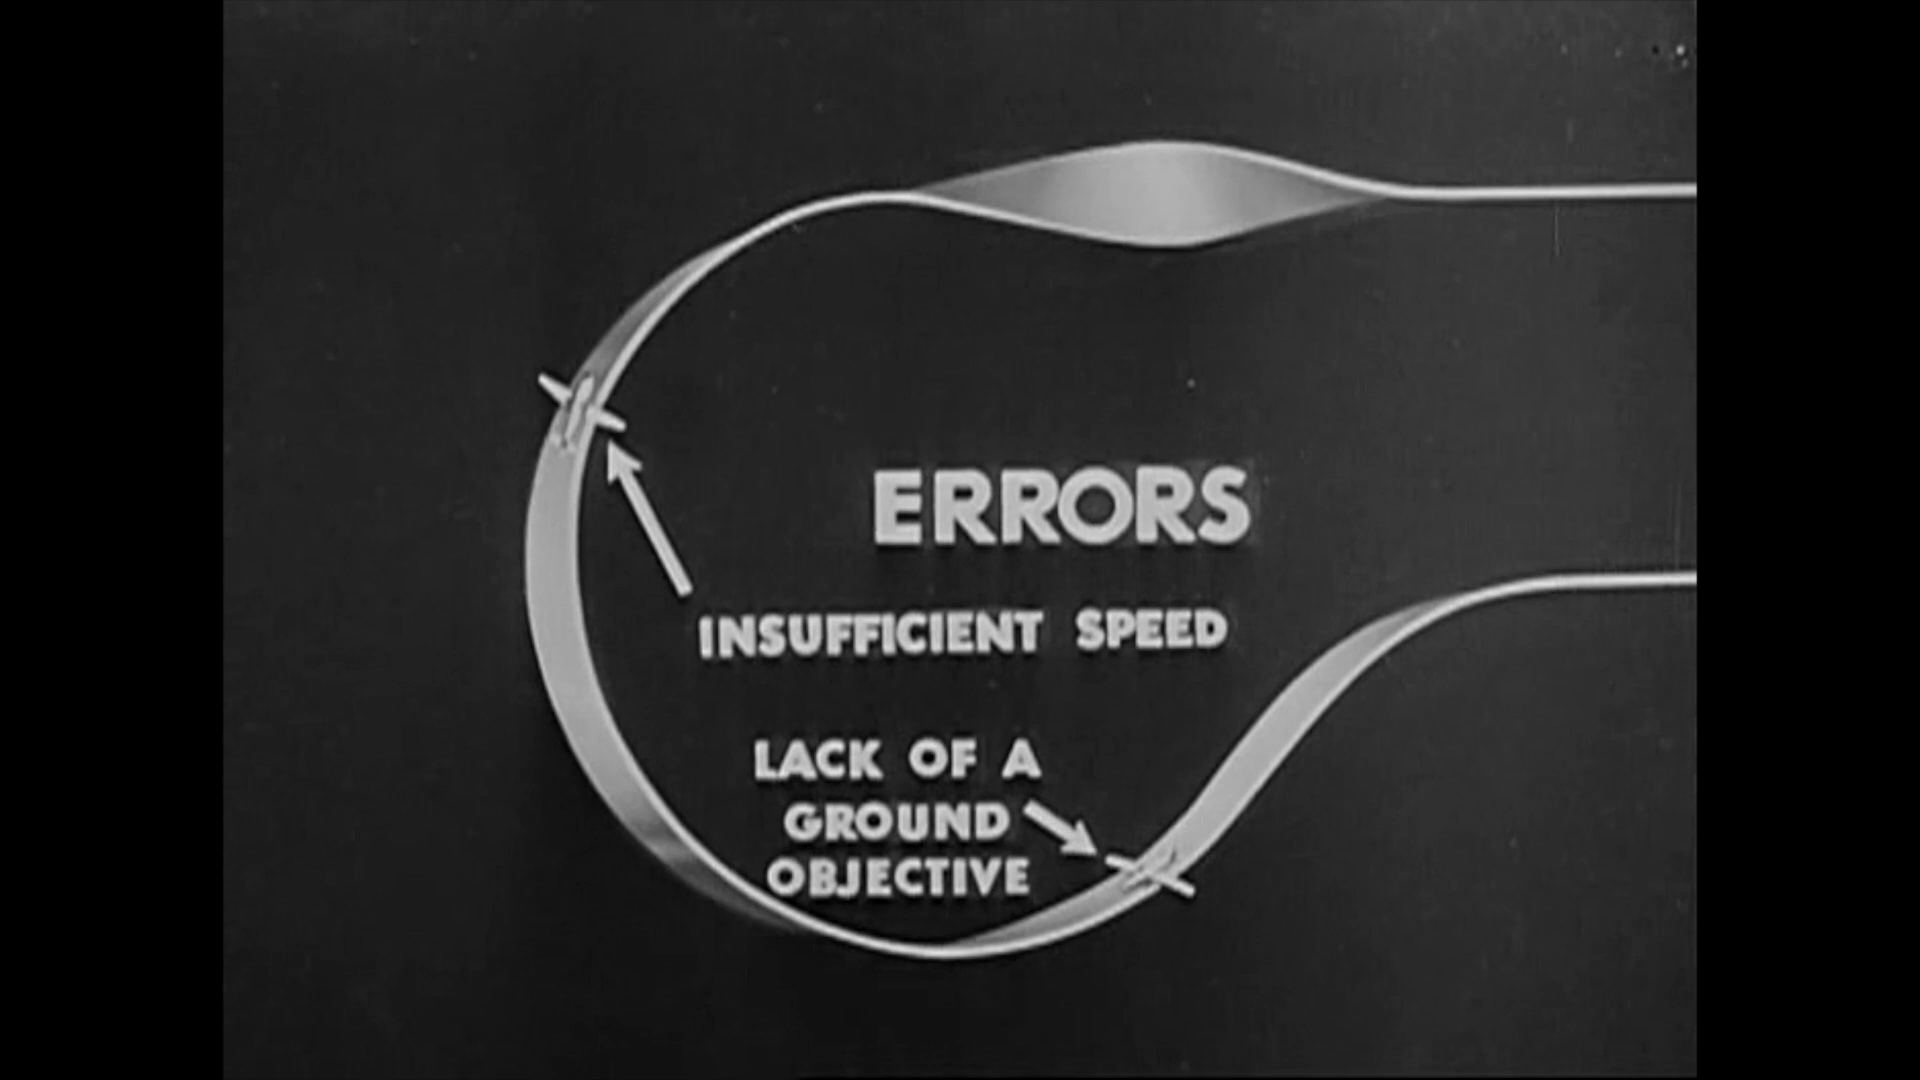 ERRORS
INSUFFICIENT SPEED
LACK OF A
GROUND
OBJECTIVE